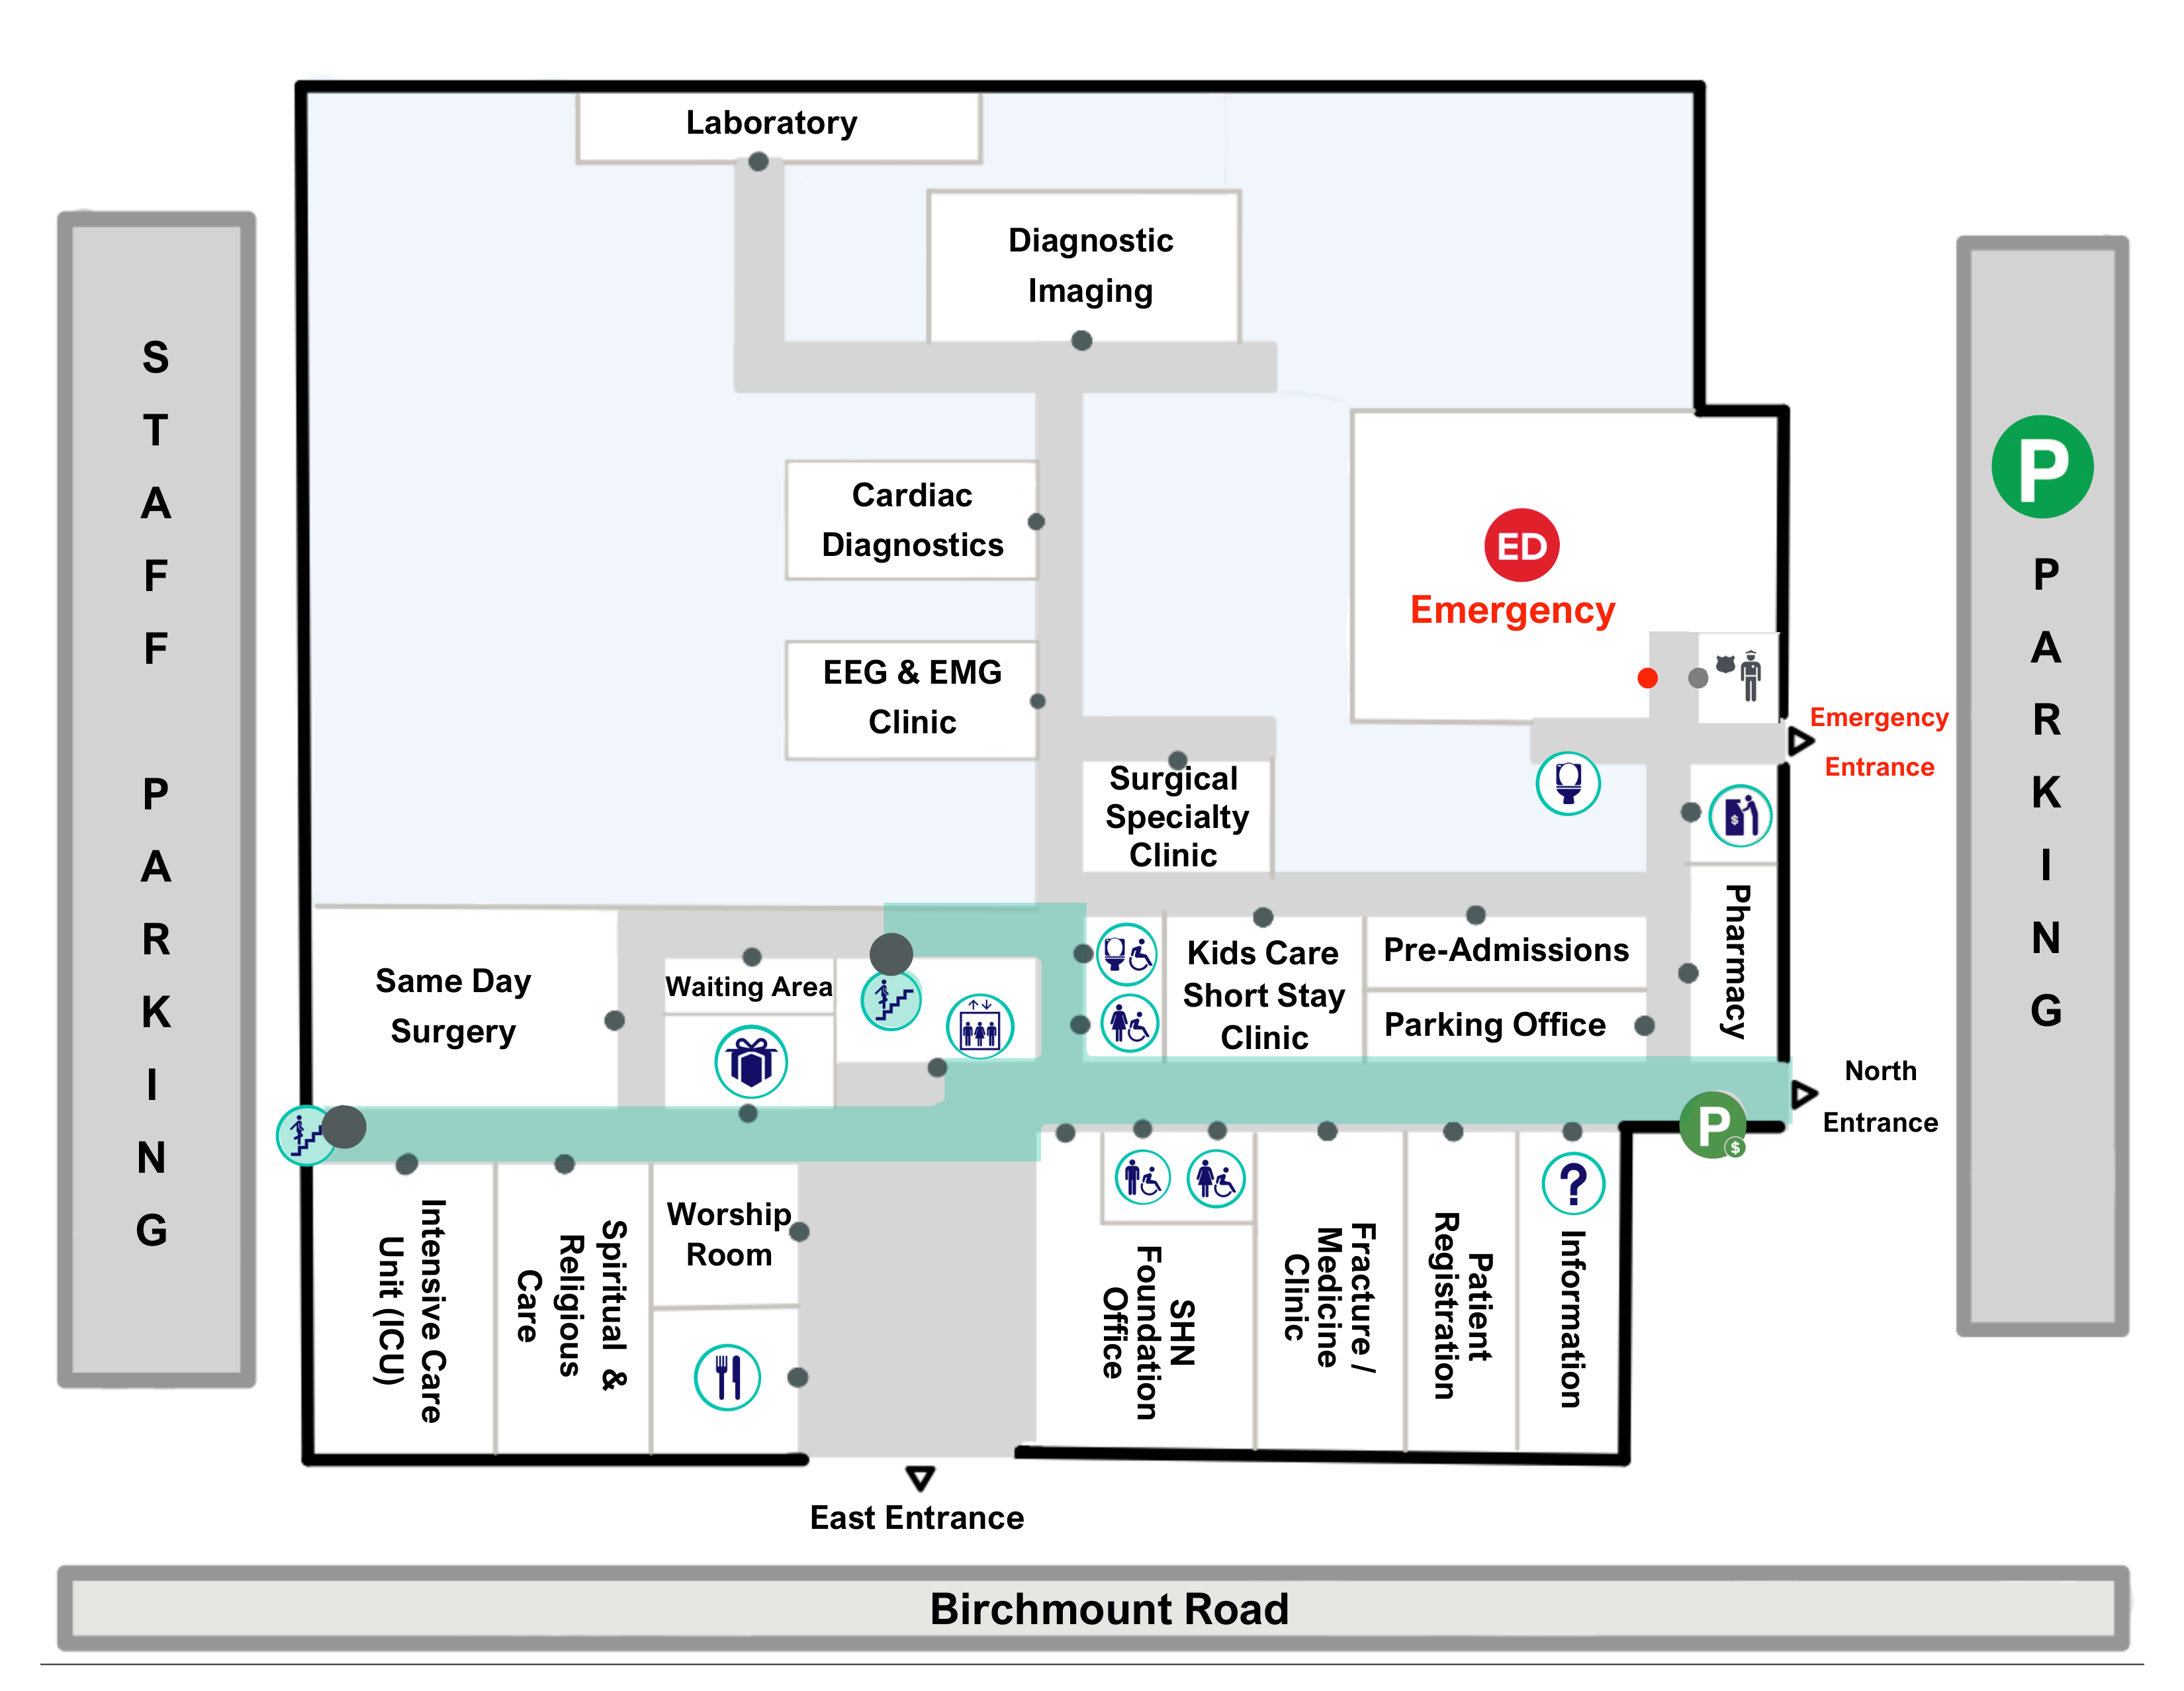 Laboratory
Diagnostic
Imaging
STAFF PARKING
P
PARKING
Cardiac
Diagnostics
ED
Emergency
EEG & EMG
Clinic
Emergency
Entrance
Surgical
Specialty
Clinic
$
Pharmacy
Same Day
Surgery
Waiting Area
Kids Care
Short Stay
Clinic
Pre-Admissions
Parking Office
North
Entrance
P
$
?
Intensive Care
Unit (ICU)
Spiritual &
Religious
Care
Worship
Room
SHN
Foundation
Office
Fracture /
Medicine
Clinic
Patient
Registration
Information
East Entrance
Birchmount Road